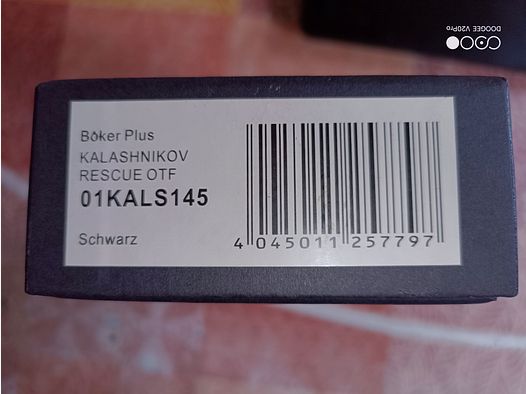 DOOGEE V20Pro
Böker Plus
KALASHNIKOV
RESCUE OTF
01KALS145
Schwarz
4 045011 257797